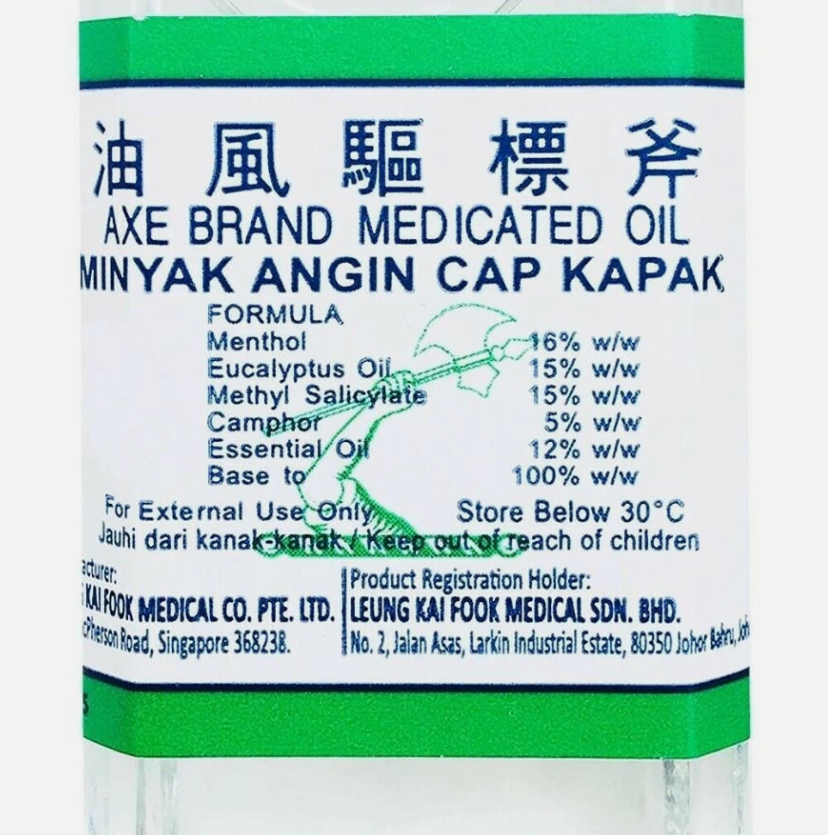 斧標驅風油
AXE BRAND MEDICATED OIL
MINYAK ANGIN CAP KAPAK
FORMULA
Menthol 16% w/w
Eucalyptus Oil 15% w/w
Methyl Salicylate 15% w/w
Camphor 5% w/w
Essential Oil 12% w/w
Base to 100% w/w
For External Use Only Store Below 30°C
Jauhi dari kanak-kanak / Keep out of reach of children
acturer:
KAI FOOK MEDICAL CO. PTE. LTD.
cPherson Road, Singapore 368238.
Product Registration Holder:
LEUNG KAI FOOK MEDICAL SDN. BHD.
No. 2, Jalan Asas, Larkin Industrial Estate, 80350 Johor Bahru, Joh